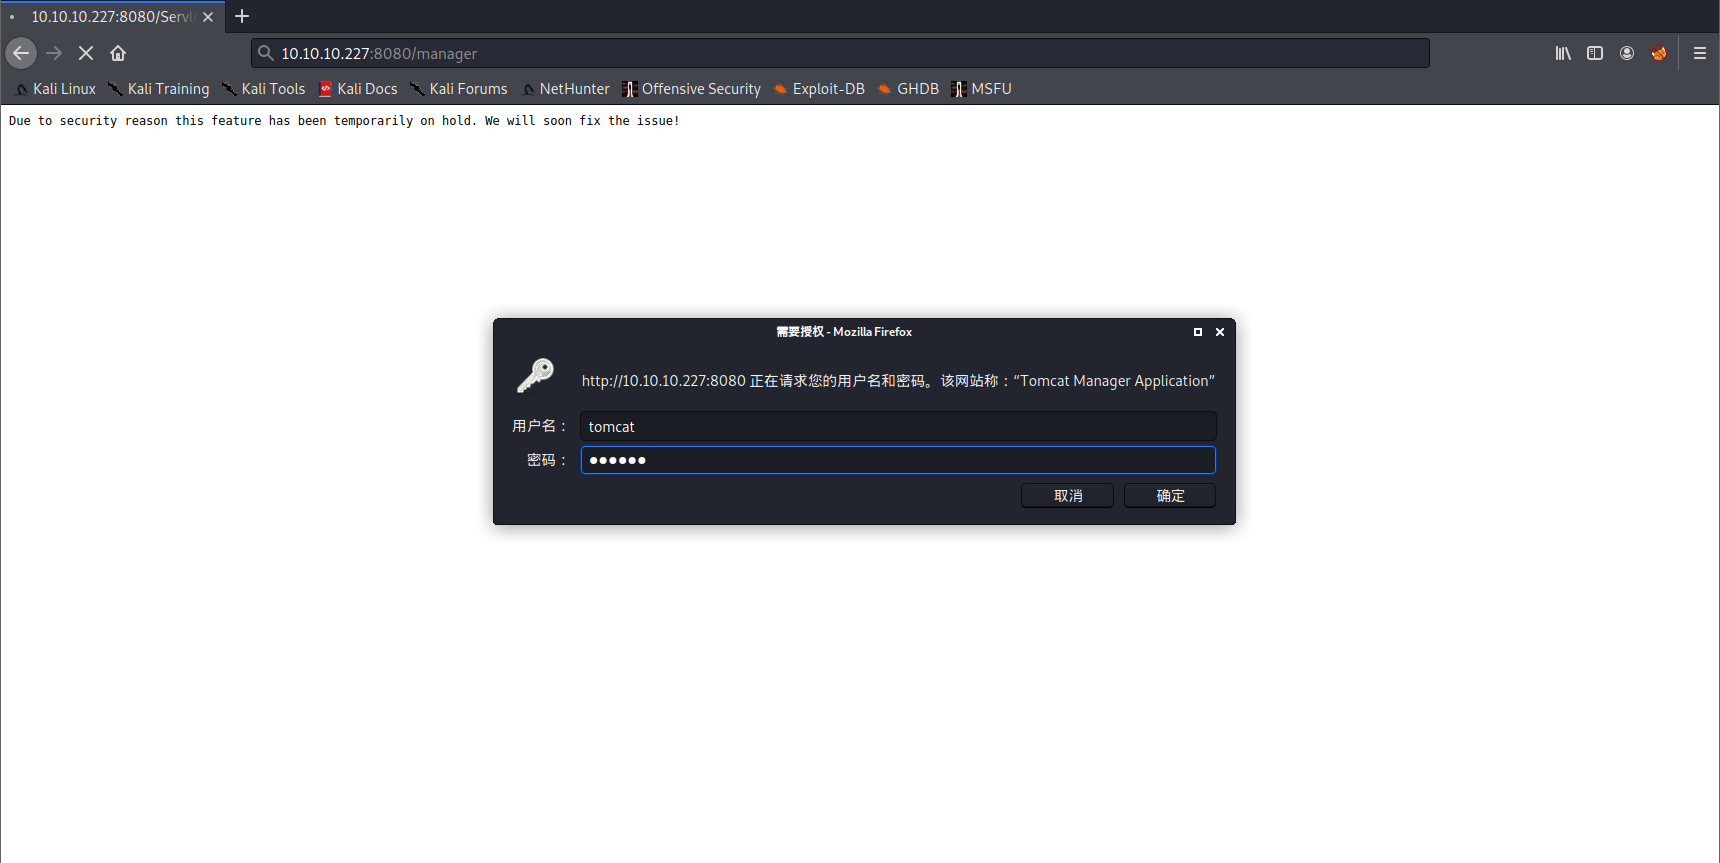 10.10.10.227:8080/Servl
10.10.10.227:8080/manager
Kali Linux Kali Training Kali Tools Kali Docs Kali Forums NetHunter Offensive Security Exploit-DB GHDB MSFU
Due to security reason this feature has been temporarily on hold. We will soon fix the issue!
需要授权 - Mozilla Firefox
http://10.10.10.227:8080 正在请求您的用户名和密码。该网站称：“Tomcat Manager Application”
用户名： tomcat
密码： ●●●●●●
取消 确定